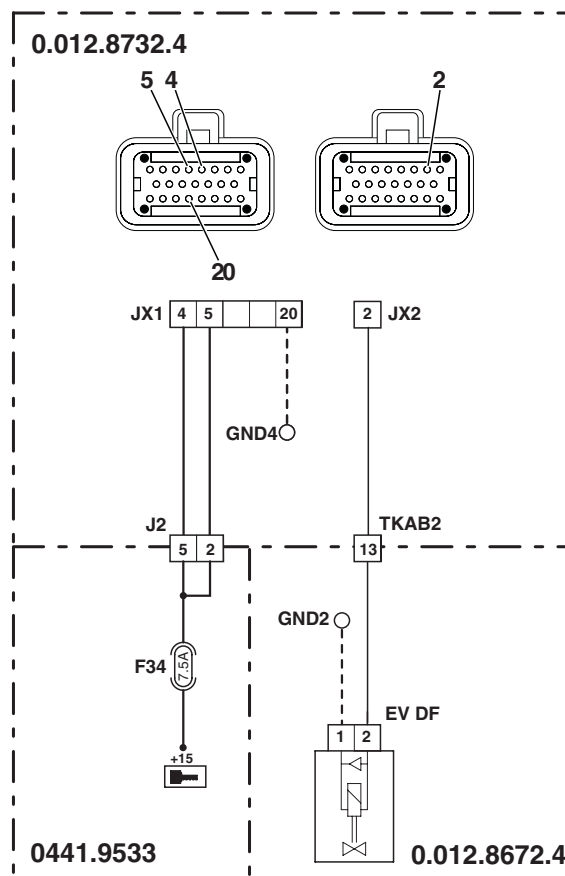 0.012.8732.4
5 4
2
20
JX1 4 5 20
2 JX2
GND4
J2
TKAB2
5 2
13
GND2
F34 7.5A
EV DF
1 2
+15
0441.9533
0.012.8672.4